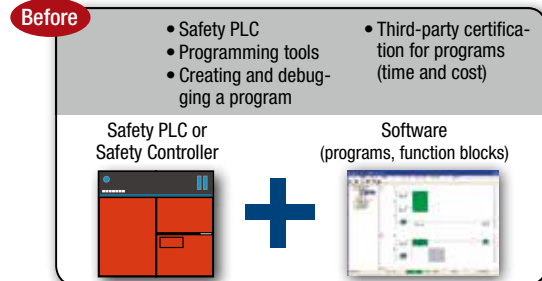 Before
• Safety PLC
• Programming tools
• Creating and debug-
ging a program
• Third-party certifica-
tion for programs
(time and cost)
Safety PLC or
Safety Controller
Software
(programs, function blocks)